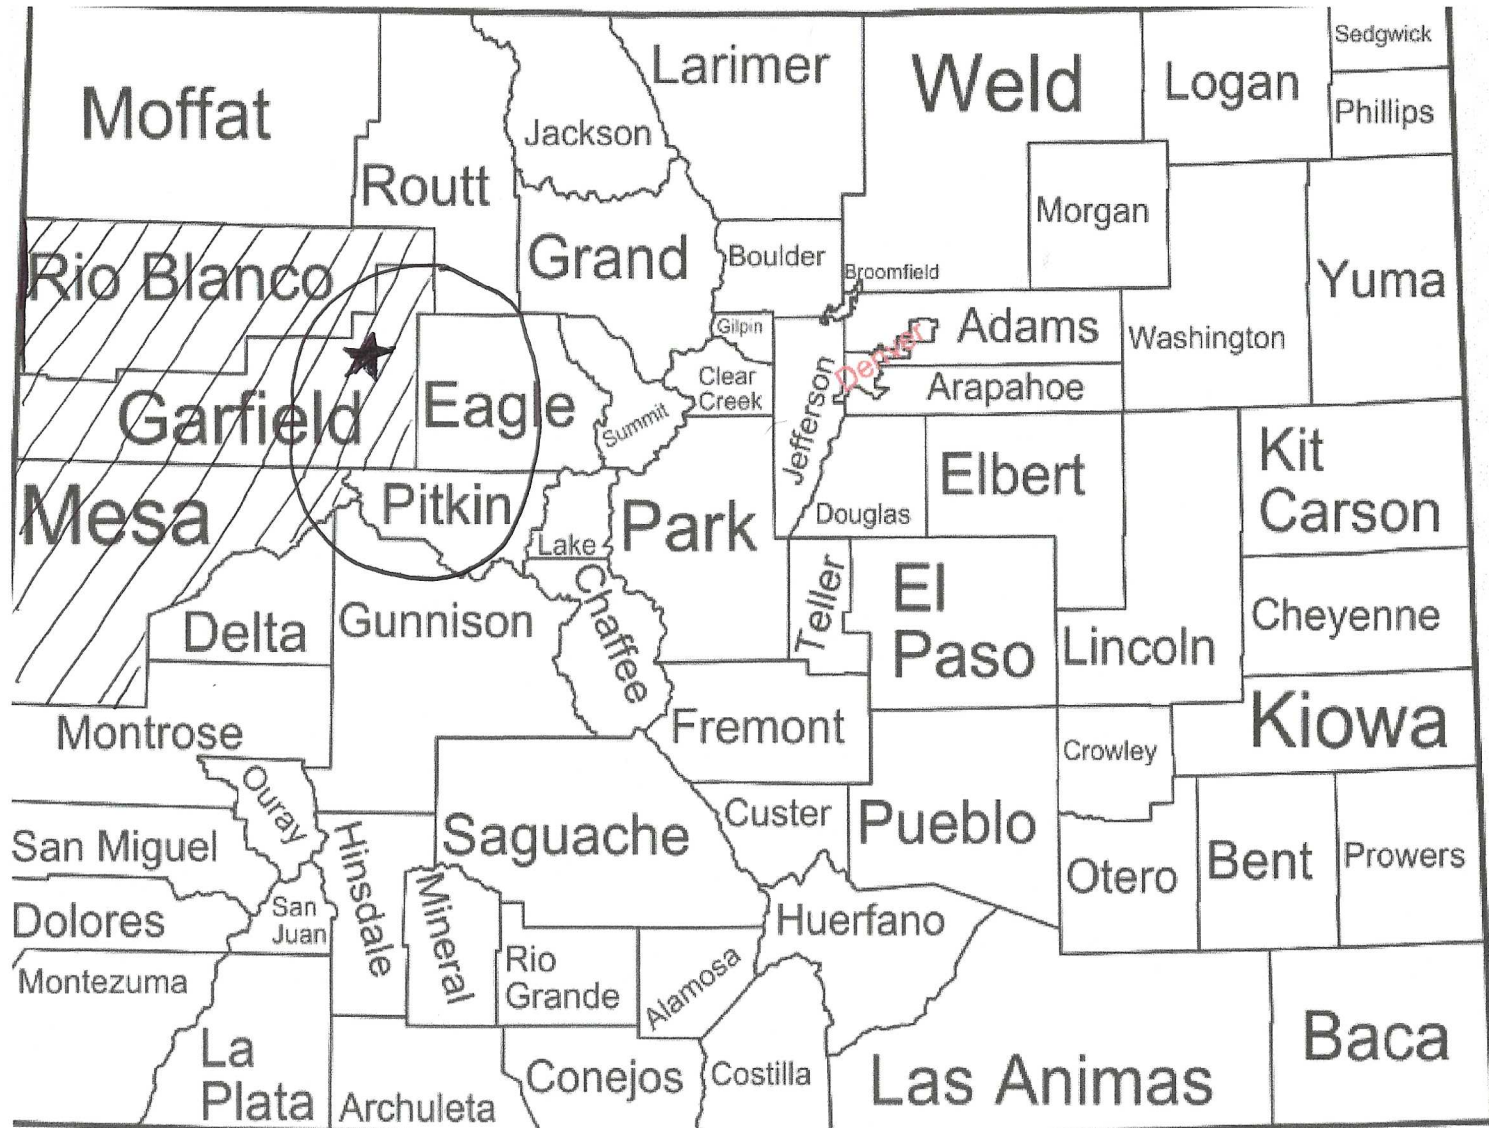 Sedgwick
Larimer
Weld
Logan
Moffat
Phillips
Jackson
Routt
Morgan
Grand
Boulder
Rio Blanco
Broomfield
Yuma
Gilpin
Adams
Washington
Denver
Clear
Creek
Arapahoe
Eagle
Garfield
Summit
Jefferson
Kit
Carson
Elbert
Pitkin
Mesa
Park
Douglas
Lake
El
Paso
Teller
Chaffee
Gunnison
Delta
Lincoln
Cheyenne
Montrose
Fremont
Kiowa
Crowley
Ouray
Saguache
Custer
Pueblo
San Miguel
Hinsdale
Otero
Bent
Prowers
Dolores
San
Juan
Mineral
Huerfano
Rio
Grande
Alamosa
Montezuma
La
Plata
Archuleta
Conejos
Costilla
Las Animas
Baca